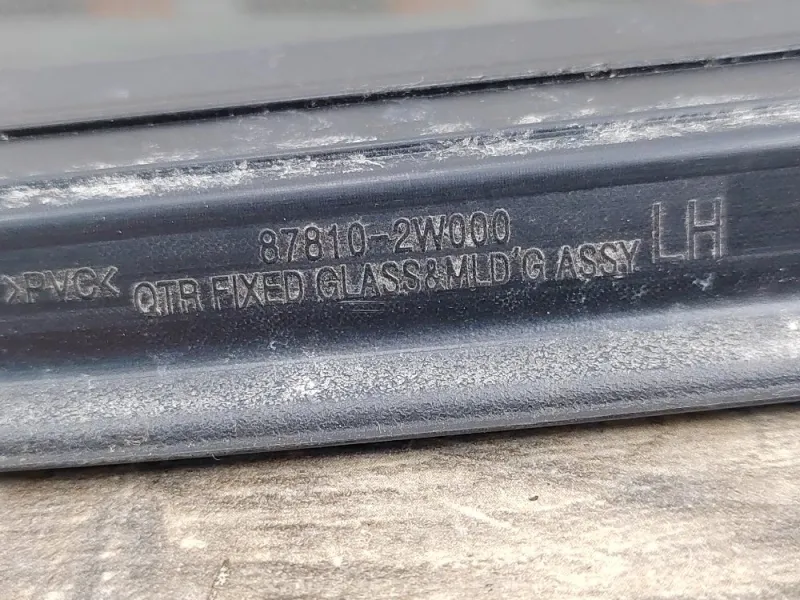 87810-2W000
LH
>PVC<
QTR FIXED GLASS&MLD'G ASSY